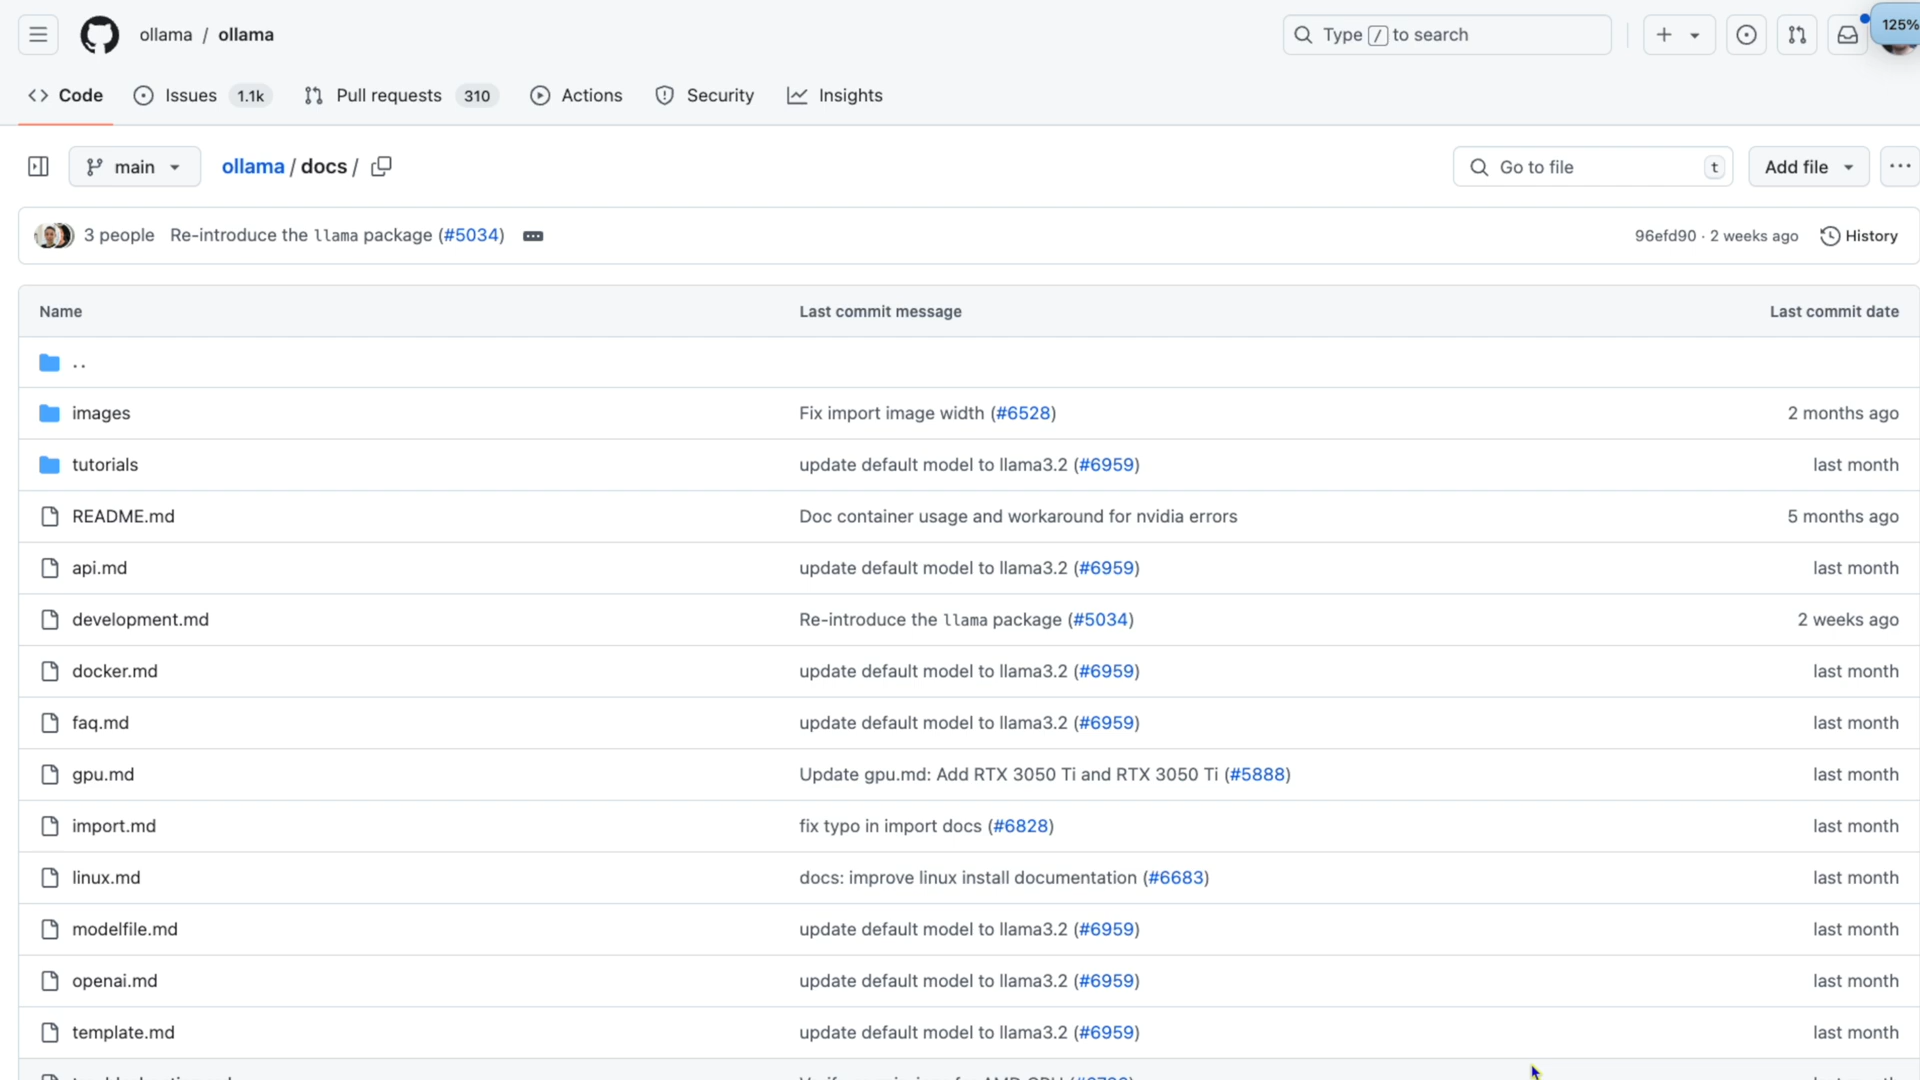 ollama / ollama
Type / to search
125%
Code
Issues 1.1k
Pull requests 310
Actions
Security
Insights
main
ollama / docs /
Go to file t
Add file
3 people Re-introduce the llama package (#5034)
96efd90 · 2 weeks ago
History
Name Last commit message Last commit date
..
images Fix import image width (#6528) 2 months ago
tutorials update default model to llama3.2 (#6959) last month
README.md Doc container usage and workaround for nvidia errors 5 months ago
api.md update default model to llama3.2 (#6959) last month
development.md Re-introduce the llama package (#5034) 2 weeks ago
docker.md update default model to llama3.2 (#6959) last month
faq.md update default model to llama3.2 (#6959) last month
gpu.md Update gpu.md: Add RTX 3050 Ti and RTX 3050 Ti (#5888) last month
import.md fix typo in import docs (#6828) last month
linux.md docs: improve linux install documentation (#6683) last month
modelfile.md update default model to llama3.2 (#6959) last month
openai.md update default model to llama3.2 (#6959) last month
template.md update default model to llama3.2 (#6959) last month